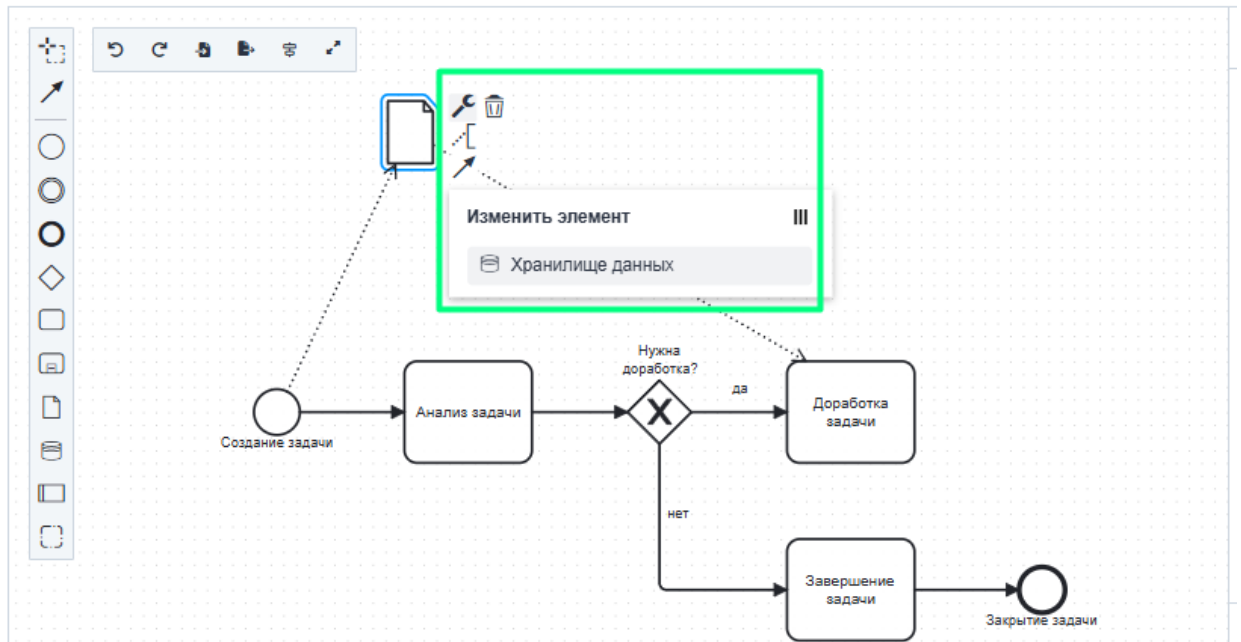 Изменить элемент
Хранилище данных
Нужна
доработка?
да
Анализ задачи
Доработка
задачи
Создание задачи
нет
Завершение
задачи
Закрытие задачи